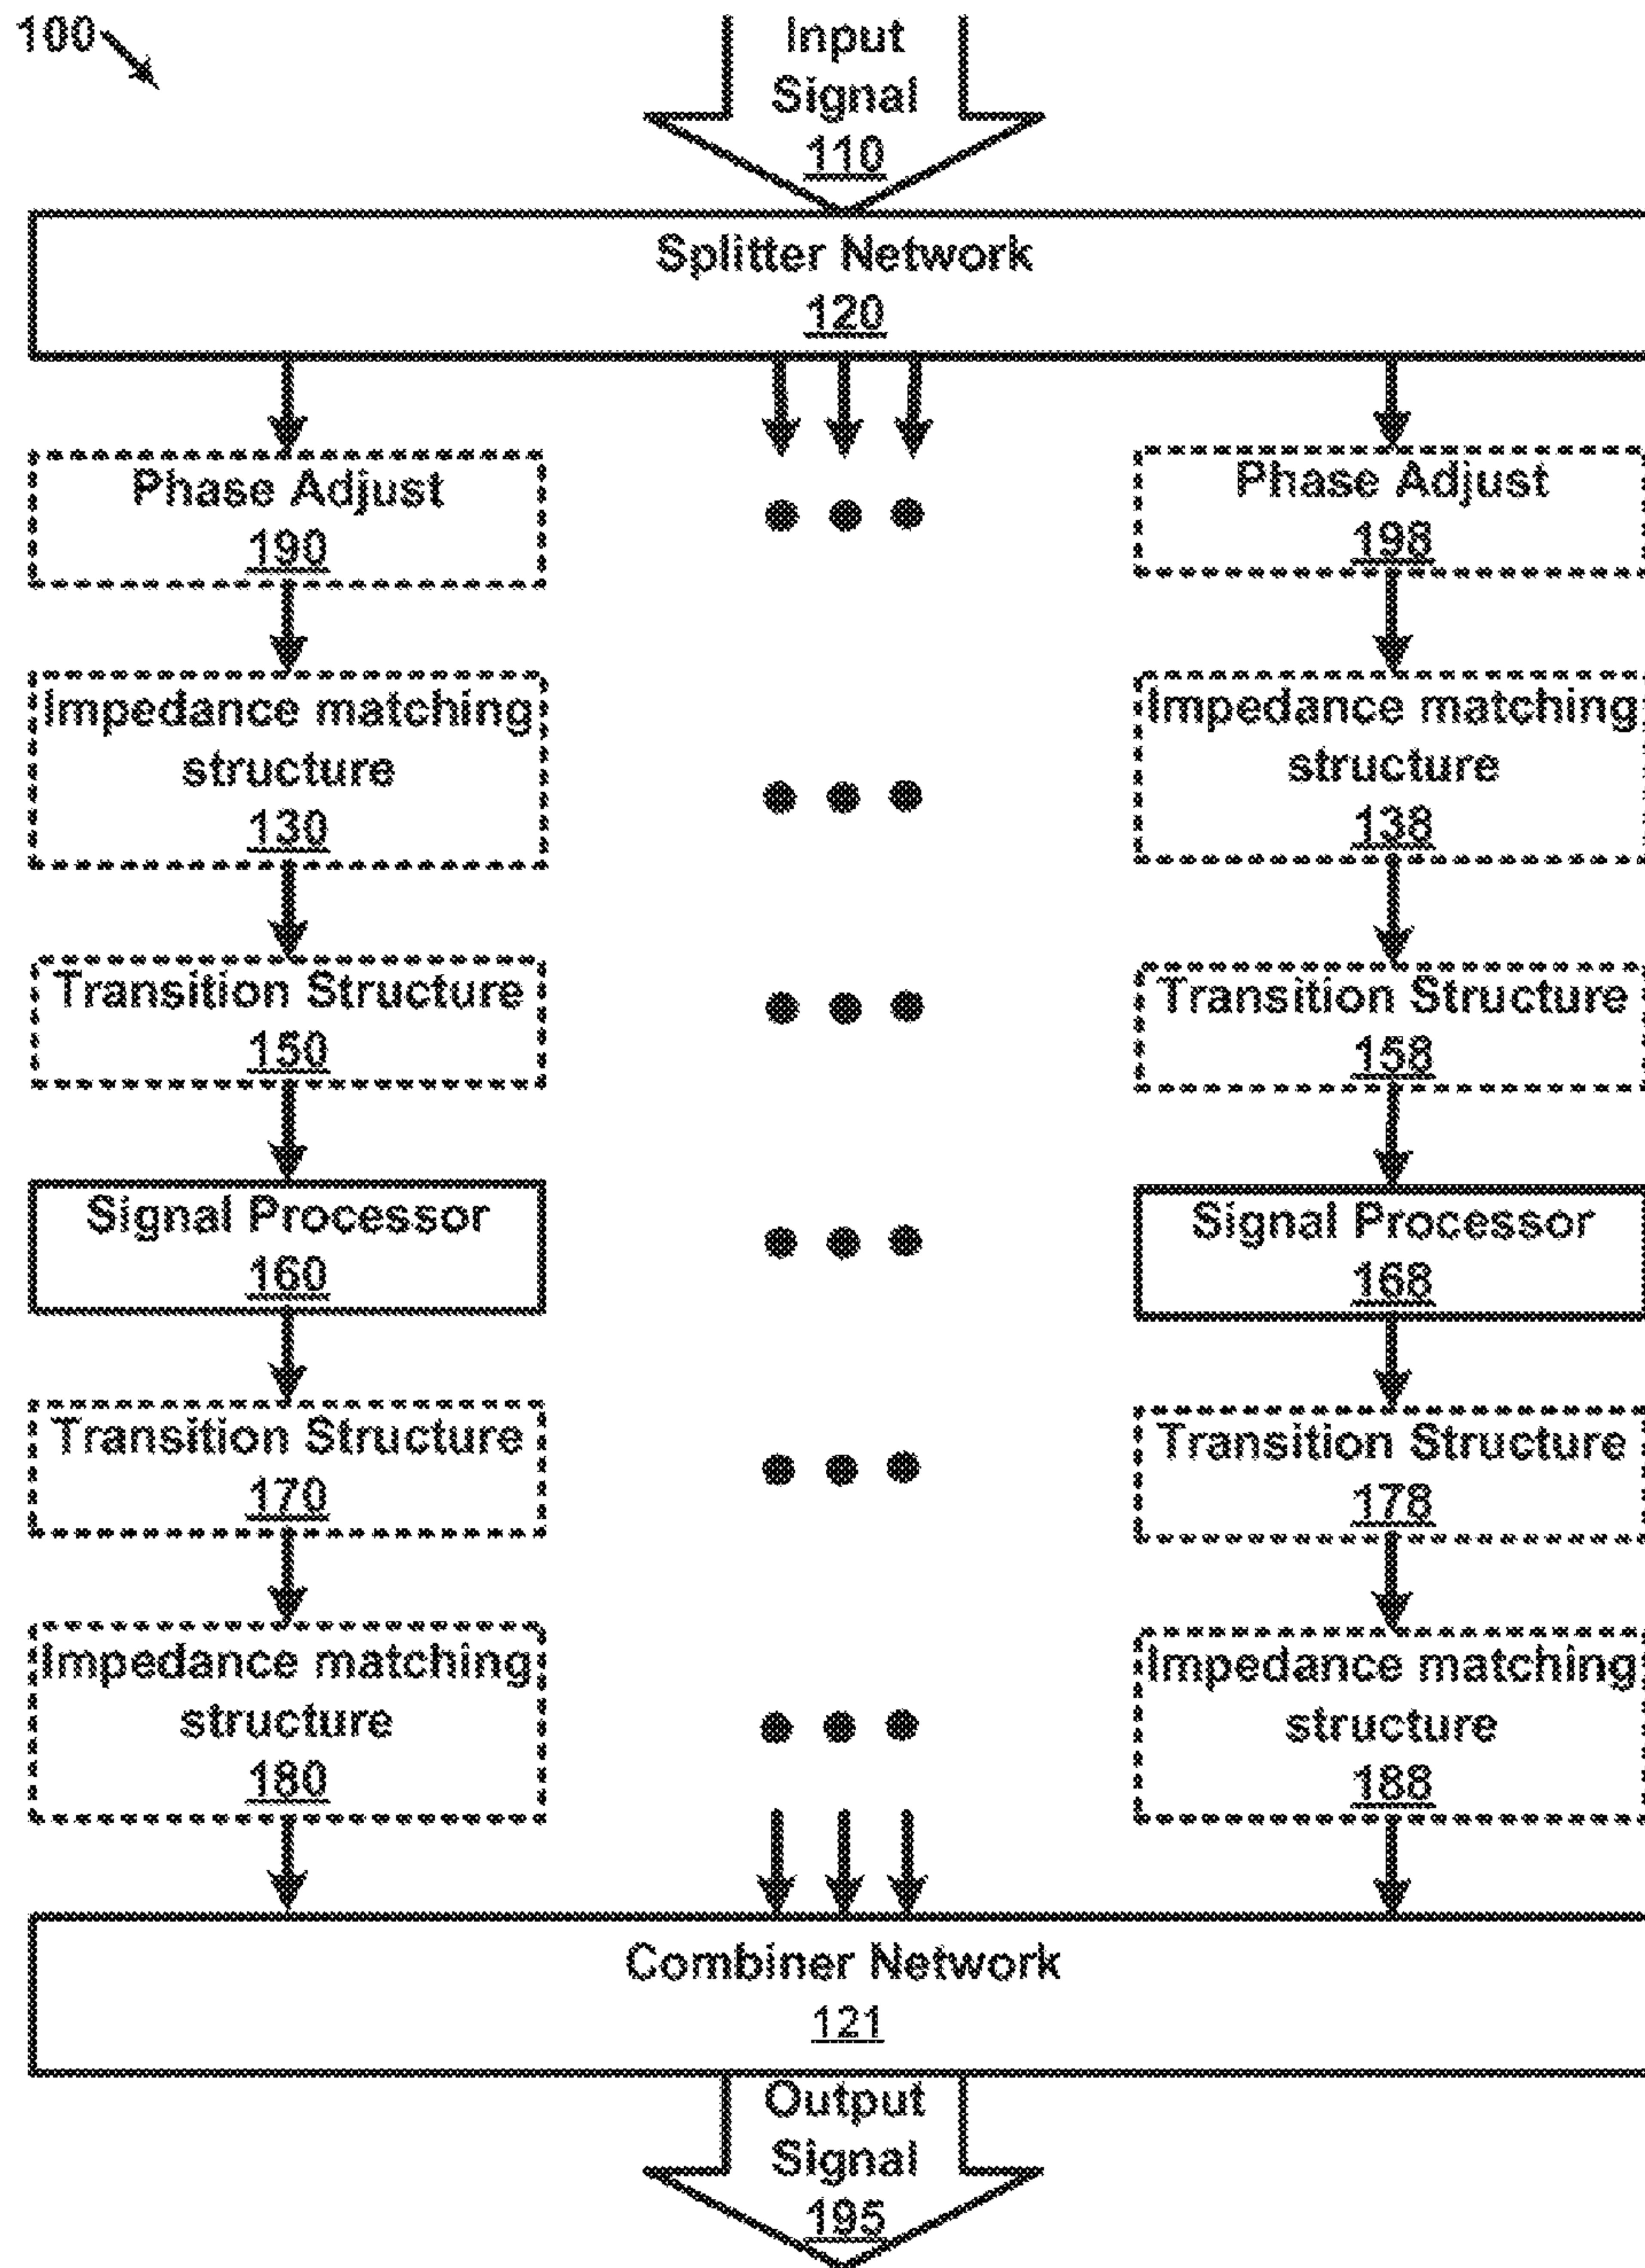 100
Input
Signal
110
Splitter Network
120
Phase Adjust
190
Phase Adjust
198
Impedance matching
structure
130
Impedance matching
structure
138
Transition Structure
150
Transition Structure
158
Signal Processor
160
Signal Processor
168
Transition Structure
170
Transition Structure
178
Impedance matching
structure
180
Impedance matching
structure
188
Combiner Network
121
Output
Signal
195